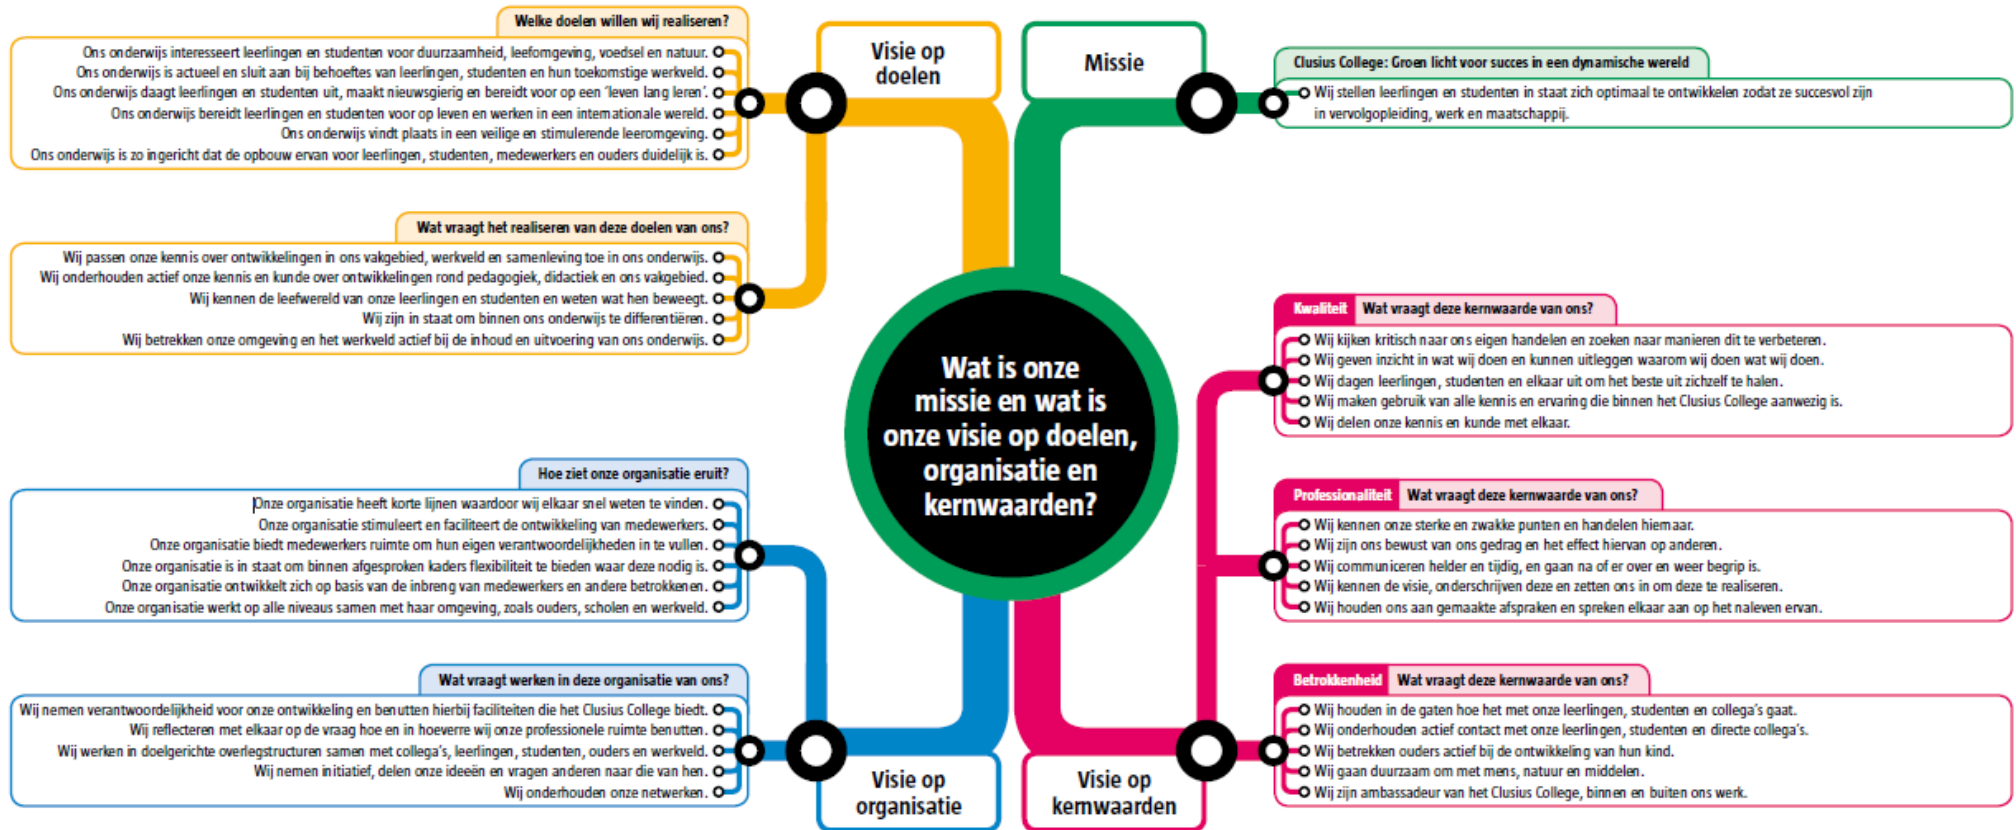 Welke doelen willen wij realiseren?
Ons onderwijs interesseert leerlingen en studenten voor duurzaamheid, leefomgeving, voedsel en natuur.
Ons onderwijs is actueel en sluit aan bij behoeftes van leerlingen, studenten en hun toekomstige werkveld.
Ons onderwijs daagt leerlingen en studenten uit, maakt nieuwsgierig en bereidt voor op een ‘leven lang leren’.
Ons onderwijs bereidt leerlingen en studenten voor op leven en werken in een internationale wereld.
Ons onderwijs vindt plaats in een veilige en stimulerende leeromgeving.
Ons onderwijs is zo ingericht dat de opbouw ervan voor leerlingen, studenten, medewerkers en ouders duidelijk is.
Visie op
doelen
Wat vraagt het realiseren van deze doelen van ons?
Wij passen onze kennis over ontwikkelingen in ons vakgebied, werkveld en samenleving toe in ons onderwijs.
Wij onderhouden actief onze kennis en kunde over ontwikkelingen rond pedagogiek, didactiek en ons vakgebied.
Wij kennen de leefwereld van onze leerlingen en studenten en weten wat hen beweegt.
Wij zijn in staat om binnen ons onderwijs te differentiëren.
Wij betrekken onze omgeving en het werkveld actief bij de inhoud en uitvoering van ons onderwijs.
Missie
Clusius College: Groen licht voor succes in een dynamische wereld
Wij stellen leerlingen en studenten in staat zich optimaal te ontwikkelen zodat ze succesvol zijn
in vervolgopleiding, werk en maatschappij.
Wat is onze
missie en wat is
onze visie op doelen,
organisatie en
kernwaarden?
Hoe ziet onze organisatie eruit?
Onze organisatie heeft korte lijnen waardoor wij elkaar snel weten te vinden.
Onze organisatie stimuleert en faciliteert de ontwikkeling van medewerkers.
Onze organisatie biedt medewerkers ruimte om hun eigen verantwoordelijkheden in te vullen.
Onze organisatie is in staat om binnen afgesproken kaders flexibiliteit te bieden waar deze nodig is.
Onze organisatie ontwikkelt zich op basis van de inbreng van medewerkers en andere betrokkenen.
Onze organisatie werkt op alle niveaus samen met haar omgeving, zoals ouders, scholen en werkveld.
Wat vraagt werken in deze organisatie van ons?
Wij nemen verantwoordelijkheid voor onze ontwikkeling en benutten hierbij faciliteiten die het Clusius College biedt.
Wij reflecteren met elkaar op de vraag hoe en in hoeverre wij onze professionele ruimte benutten.
Wij werken in doelgerichte overlegstructuren samen met collega’s, leerlingen, studenten, ouders en werkveld.
Wij nemen initiatief, delen onze ideeën en vragen anderen naar die van hen.
Wij onderhouden onze netwerken.
Visie op
organisatie
Kwaliteit Wat vraagt deze kernwaarde van ons?
Wij kijken kritisch naar ons eigen handelen en zoeken naar manieren dit te verbeteren.
Wij geven inzicht in wat wij doen en kunnen uitleggen waarom wij doen wat wij doen.
Wij dagen leerlingen, studenten en elkaar uit om het beste uit zichzelf te halen.
Wij maken gebruik van alle kennis en ervaring die binnen het Clusius College aanwezig is.
Wij delen onze kennis en kunde met elkaar.
Professionaliteit Wat vraagt deze kernwaarde van ons?
Wij kennen onze sterke en zwakke punten en handelen hiernaar.
Wij zijn ons bewust van ons gedrag en het effect hiervan op anderen.
Wij communiceren helder en tijdig, en gaan na of er over en weer begrip is.
Wij kennen de visie, onderschrijven deze en zetten ons in om deze te realiseren.
Wij houden ons aan gemaakte afspraken en spreken elkaar aan op het naleven ervan.
Betrokkenheid Wat vraagt deze kernwaarde van ons?
Wij houden in de gaten hoe het met onze leerlingen, studenten en collega’s gaat.
Wij onderhouden actief contact met onze leerlingen, studenten en directe collega’s.
Wij betrekken ouders actief bij de ontwikkeling van hun kind.
Wij gaan duurzaam om met mens, natuur en middelen.
Wij zijn ambassadeur van het Clusius College, binnen en buiten ons werk.
Visie op
kernwaarden